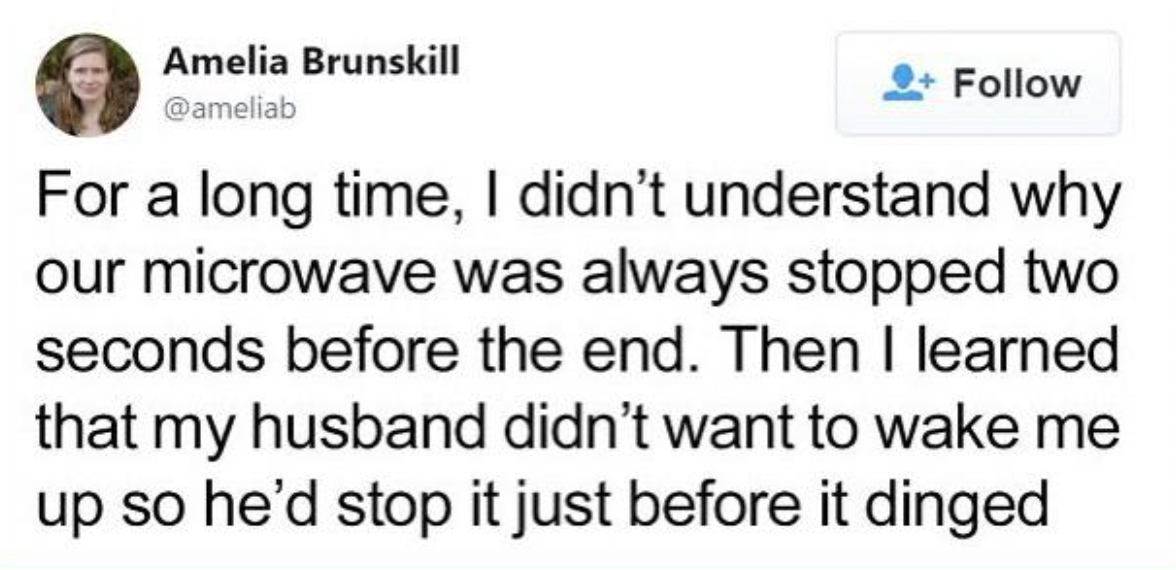 Amelia Brunskill
@ameliab
Follow
For a long time, I didn’t understand why
our microwave was always stopped two
seconds before the end. Then I learned
that my husband didn’t want to wake me
up so he’d stop it just before it dinged